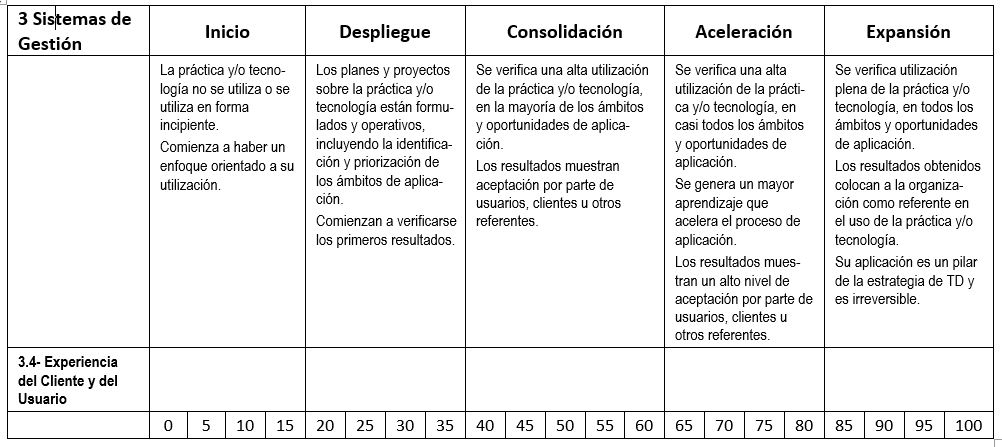 3 Sistemas de
Gestión
Inicio
Despliegue
Consolidación
Aceleración
Expansión
La práctica y/o tecno-
logía no se utiliza o se
utiliza en forma
incipiente.
Comienza a haber un
enfoque orientado a su
utilización.
Los planes y proyectos
sobre la práctica y/o
tecnología están formu-
lados y operativos,
incluyendo la identifica-
ción y priorización de
los ámbitos de aplica-
ción.
Comienzan a verificarse
los primeros resultados.
Se verifica una alta utilización
de la práctica y/o tecnología,
en la mayoría de los ámbitos
y oportunidades de aplica-
ción.
Los resultados muestran
aceptación por parte de
usuarios, clientes u otros
referentes.
Se verifica una alta
utilización de la prácti-
ca y/o tecnología, en
casi todos los ámbitos
y oportunidades de
aplicación.
Se genera un mayor
aprendizaje que
acelera el proceso de
aplicación.
Los resultados mues-
tran un alto nivel de
aceptación por parte de
usuarios, clientes u
otros referentes.
Se verifica utilización
plena de la práctica y/o
tecnología, en todos los
ámbitos y oportunidades
de aplicación.
Los resultados obtenidos
colocan a la organiza-
ción como referente en
el uso de la práctica y/o
tecnología.
Su aplicación es un pilar
de la estrategia de TD y
es irreversible.
3.4- Experiencia
del Cliente y del
Usuario
0 5 10 15 20 25 30 35 40 45 50 55 60 65 70 75 80 85 90 95 100